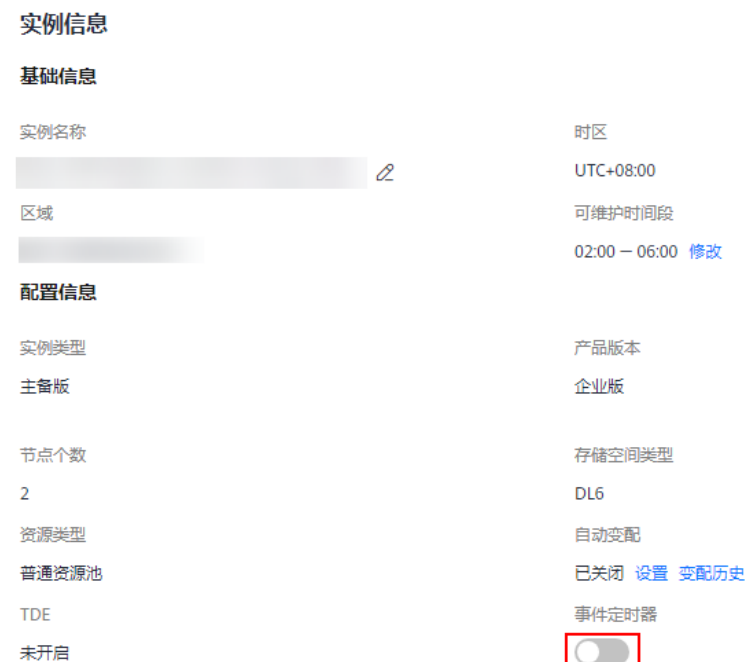 实例信息
基础信息
实例名称
时区
UTC+08:00
区域
可维护时间段
02:00 — 06:00 修改
配置信息
实例类型
产品版本
主备版
企业版
节点个数
存储空间类型
2
DL6
资源类型
自动变配
普通资源池
已关闭 设置 变配历史
TDE
事件定时器
未开启